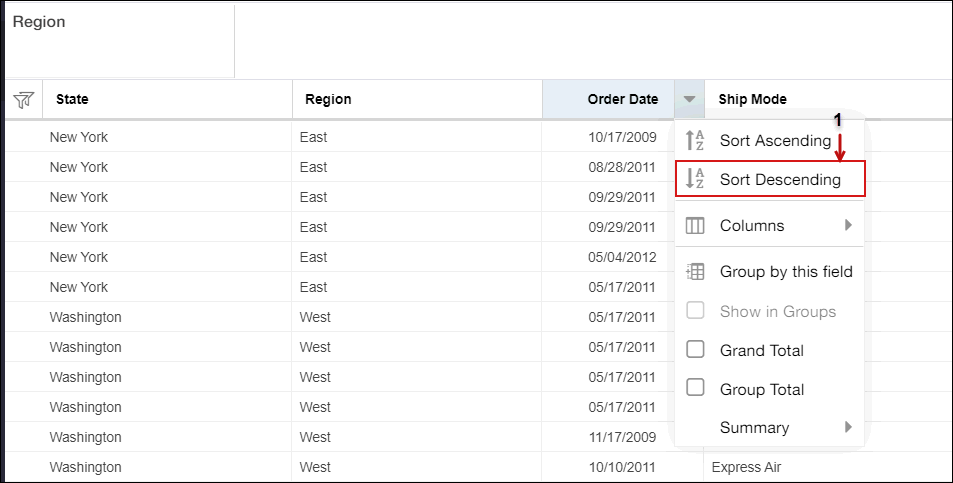 Region
State Region Order Date Ship Mode
1
New York East 10/17/2009 Sort Ascending
New York East 08/28/2011 Sort Descending
New York East 09/29/2011
New York East 09/29/2011 Columns
New York East 05/04/2012 Group by this field
New York East 05/17/2011
Washington West 05/17/2011 Show in Groups
Washington West 05/17/2011 Grand Total
Washington West 05/17/2011 Group Total
Washington West 05/17/2011
Washington West 11/17/2009 Summary
Washington West 10/10/2011 Express Air